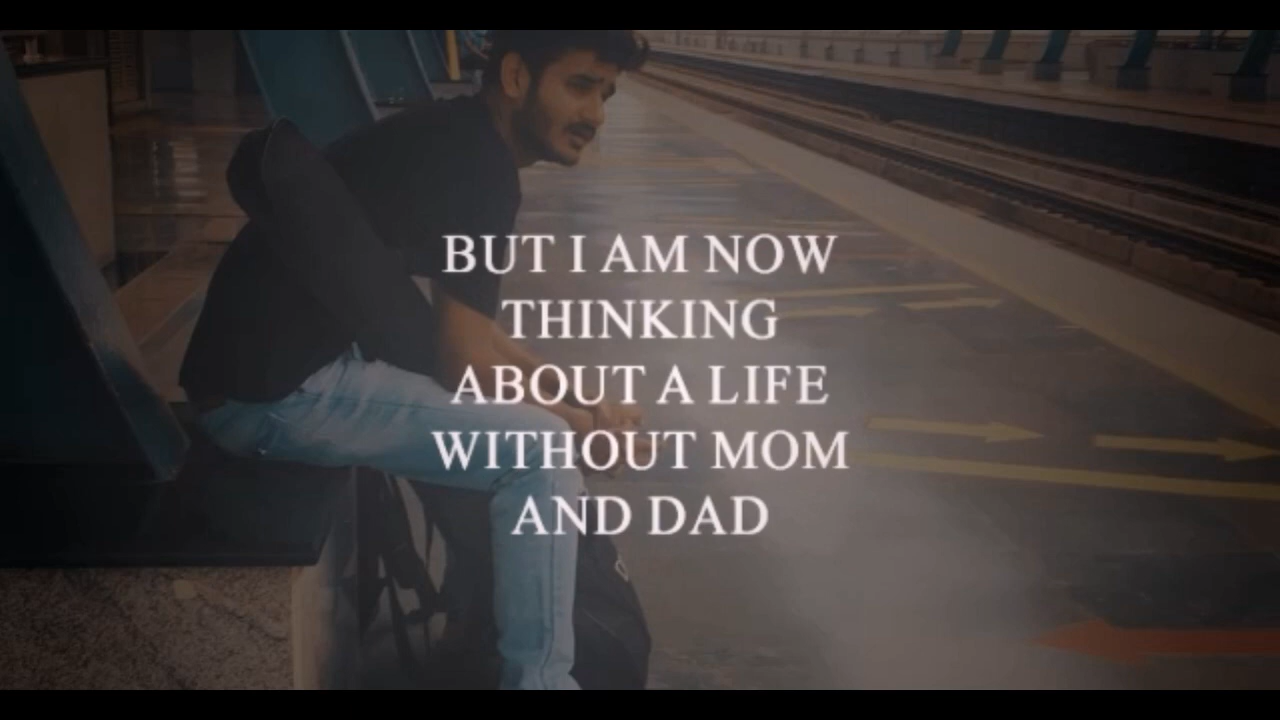 BUT I AM NOW
THINKING
ABOUT A LIFE
WITHOUT MOM
AND DAD